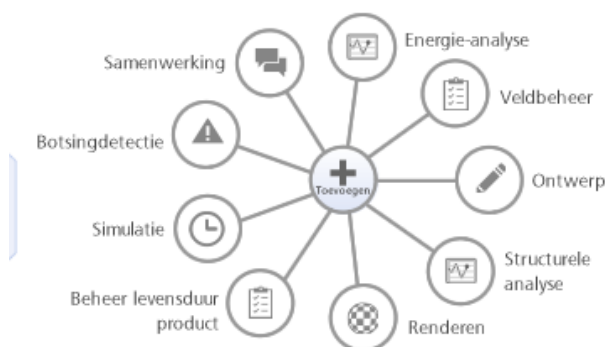 Energie-analyse
Samenwerking
Veldbeheer
Botsingdetectie
Toevoegen
Ontwerp
Simulatie
Structurele
analyse
Beheer levensduur
product
Renderen